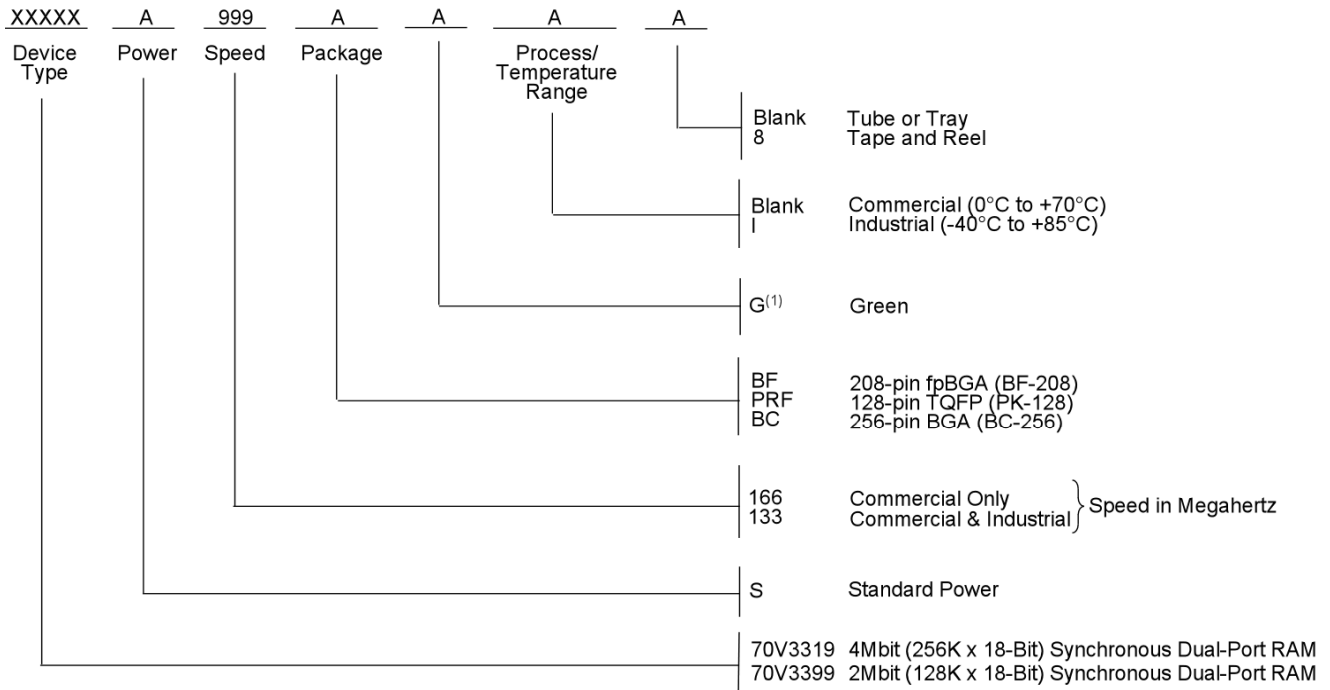 XXXXX A 999 A A A A
Device Type Power Speed Package Process/ Temperature Range
Blank Tube or Tray
8 Tape and Reel
Blank Commercial (0°C to +70°C)
I Industrial (-40°C to +85°C)
G(1) Green
BF 208-pin fpBGA (BF-208)
PRF 128-pin TQFP (PK-128)
BC 256-pin BGA (BC-256)
166 Commercial Only
133 Commercial & Industrial
Speed in Megahertz
S Standard Power
70V3319 4Mbit (256K x 18-Bit) Synchronous Dual-Port RAM
70V3399 2Mbit (128K x 18-Bit) Synchronous Dual-Port RAM